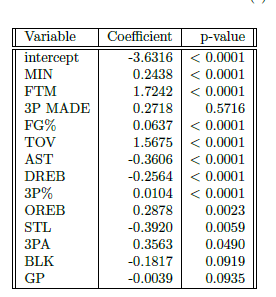 Variable Coefficient p-value
intercept -3.6316 < 0.0001
MIN 0.2438 < 0.0001
FTM 1.7242 < 0.0001
3P MADE 0.2718 0.5716
FG% 0.0637 < 0.0001
TOV 1.5675 < 0.0001
AST -0.3606 < 0.0001
DREB -0.2564 < 0.0001
3P% 0.0104 < 0.0001
OREB 0.2878 0.0023
STL -0.3920 0.0059
3PA 0.3563 0.0490
BLK -0.1817 0.0919
GP -0.0039 0.0935